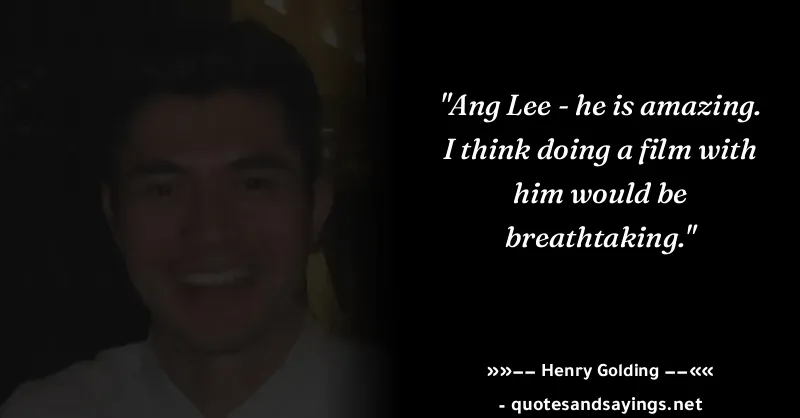 "Ang Lee - he is amazing.
I think doing a film with
him would be
breathtaking."
»»−− Henry Golding −−««
- quotesandsayings.net